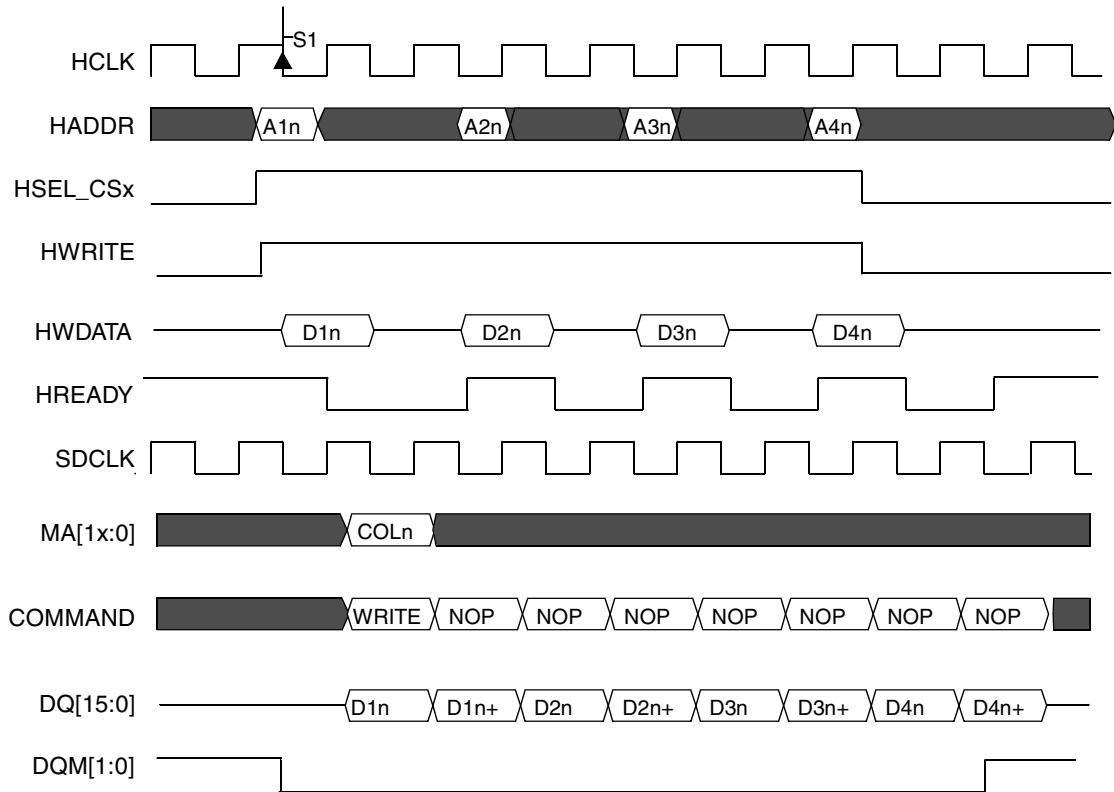 S1
HCLK
HADDR A1n A2n A3n A4n
HSEL_CSx
HWRITE
HWDATA D1n D2n D3n D4n
HREADY
SDCLK
MA[1x:0] COLn
COMMAND WRITE NOP NOP NOP NOP NOP NOP NOP
DQ[15:0] D1n D1n+ D2n D2n+ D3n D3n+ D4n D4n+
DQM[1:0]